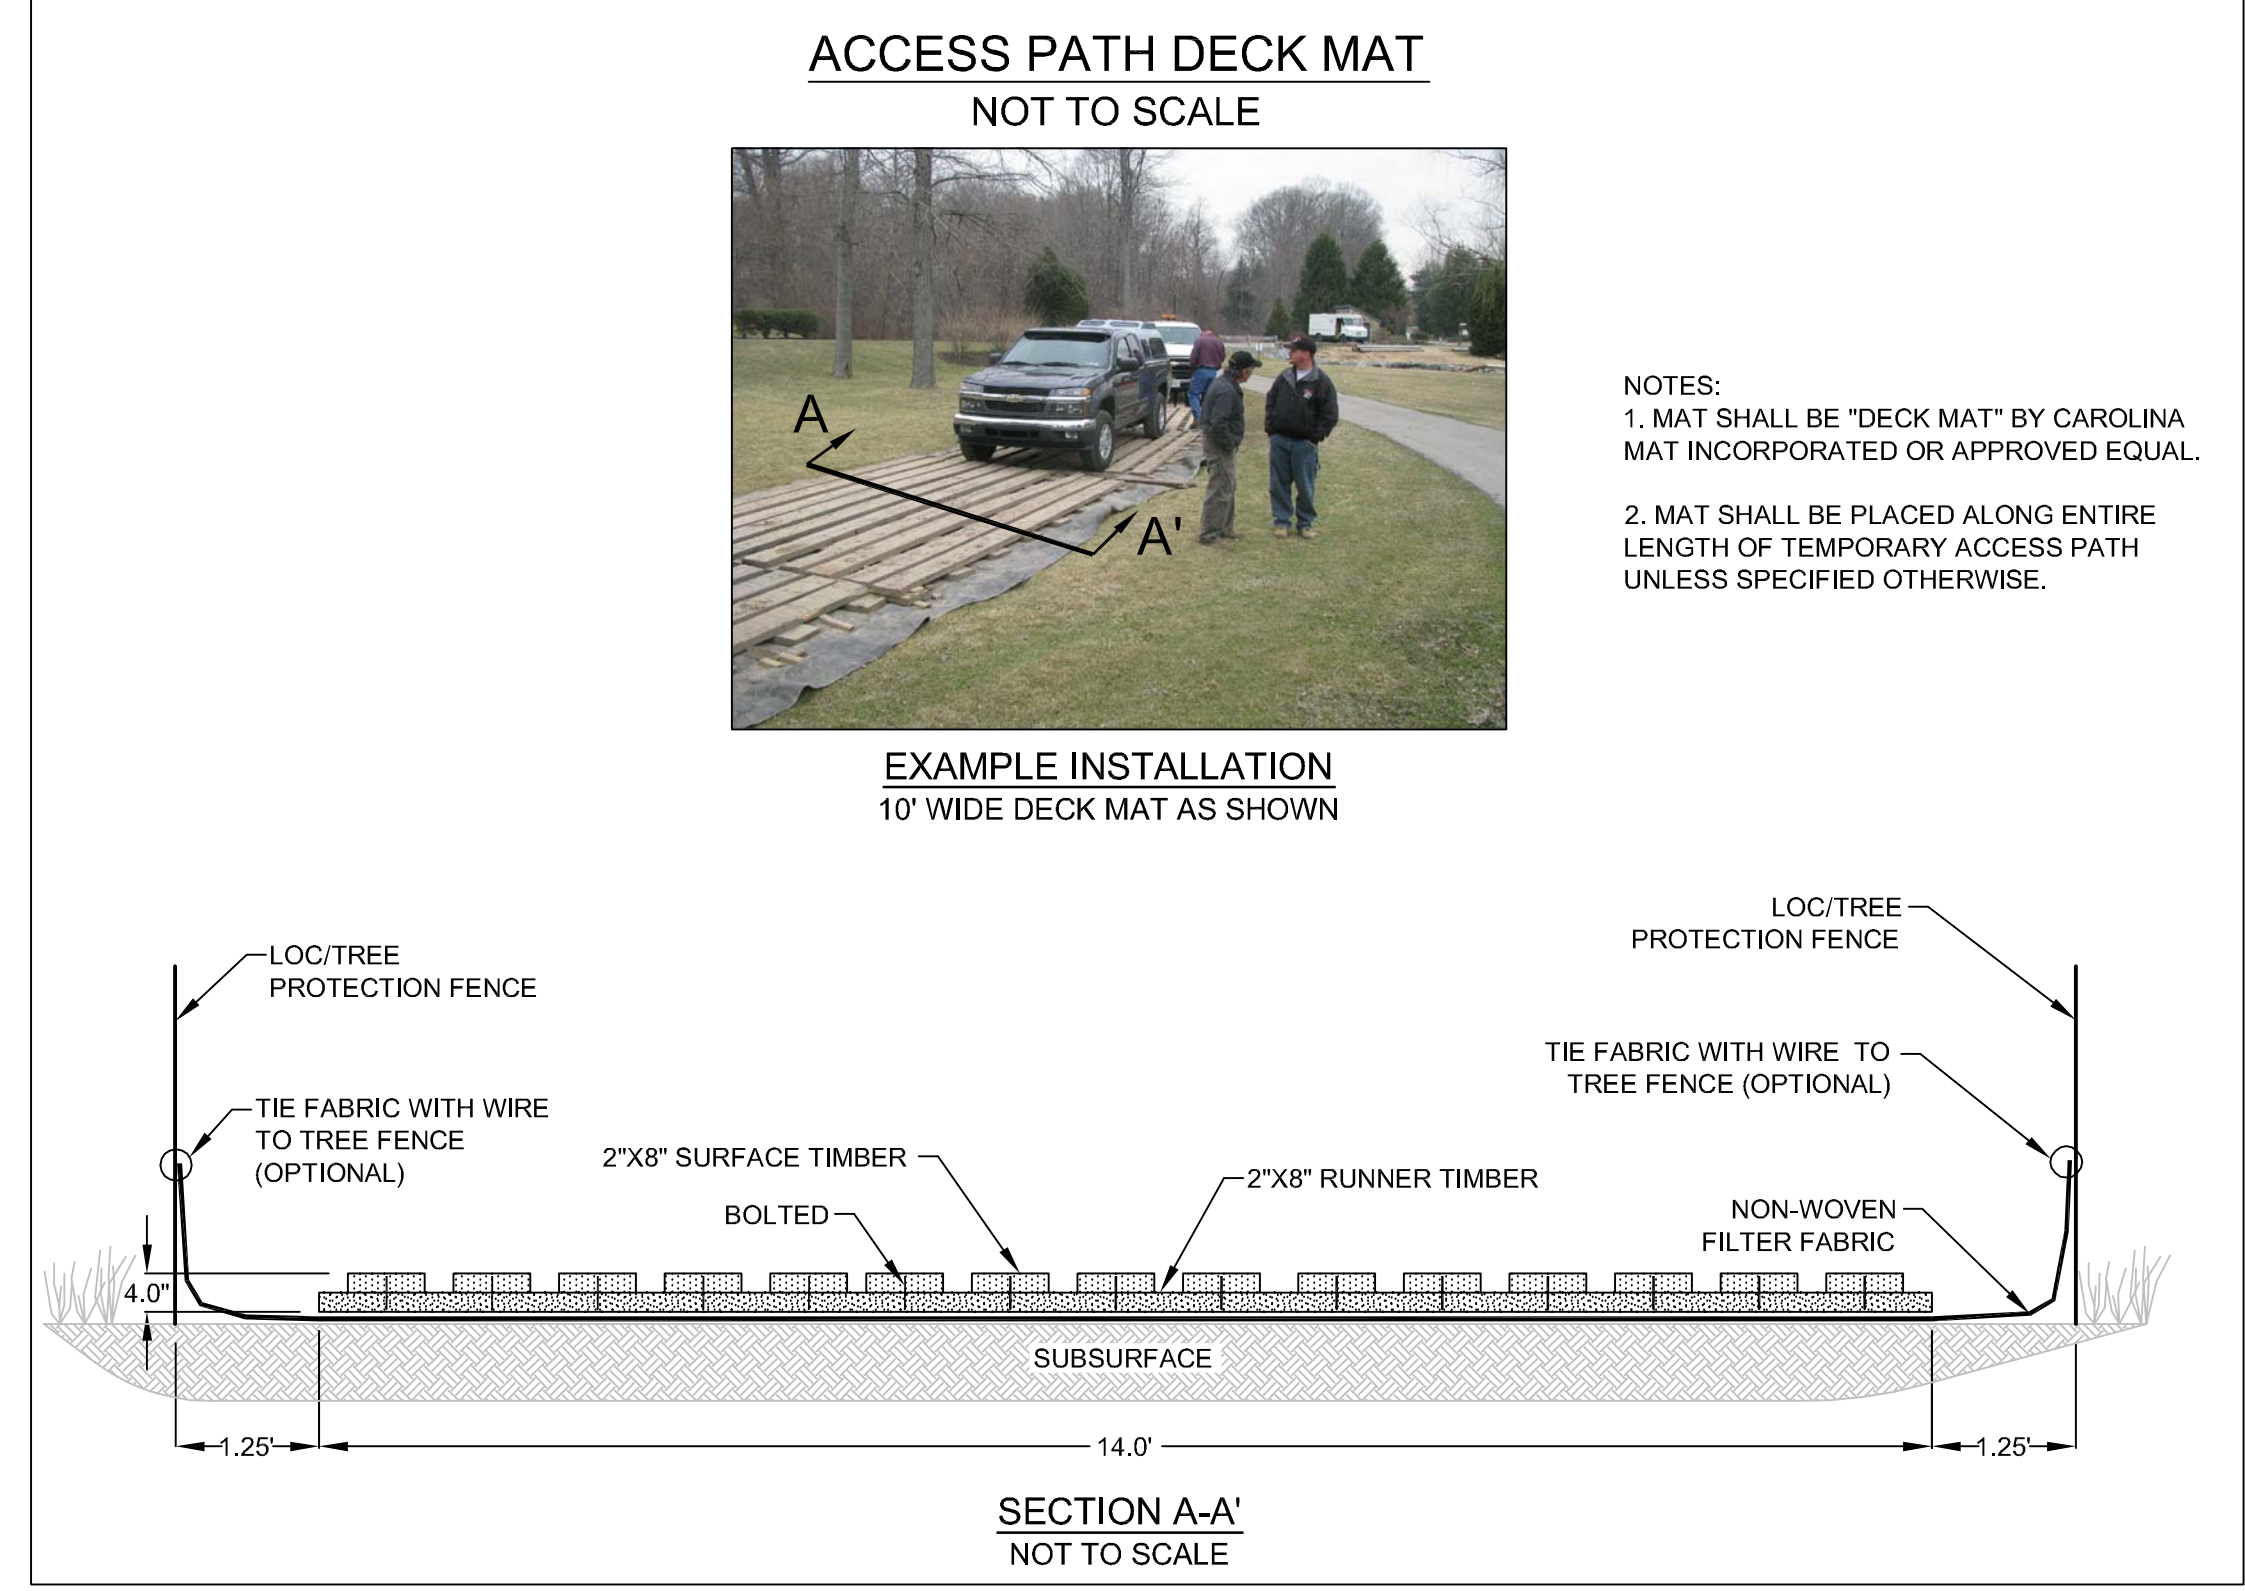 ACCESS PATH DECK MAT
NOT TO SCALE
A
A'
NOTES:
1. MAT SHALL BE "DECK MAT" BY CAROLINA
MAT INCORPORATED OR APPROVED EQUAL.
2. MAT SHALL BE PLACED ALONG ENTIRE
LENGTH OF TEMPORARY ACCESS PATH
UNLESS SPECIFIED OTHERWISE.
EXAMPLE INSTALLATION
10' WIDE DECK MAT AS SHOWN
LOC/TREE
PROTECTION FENCE
LOC/TREE
PROTECTION FENCE
TIE FABRIC WITH WIRE
TO TREE FENCE
(OPTIONAL)
TIE FABRIC WITH WIRE  TO
TREE FENCE (OPTIONAL)
2"X8" SURFACE TIMBER
2"X8" RUNNER TIMBER
BOLTED
NON-WOVEN
FILTER FABRIC
4.0"
SUBSURFACE
1.25'
14.0'
1.25'
SECTION A-A'
NOT TO SCALE